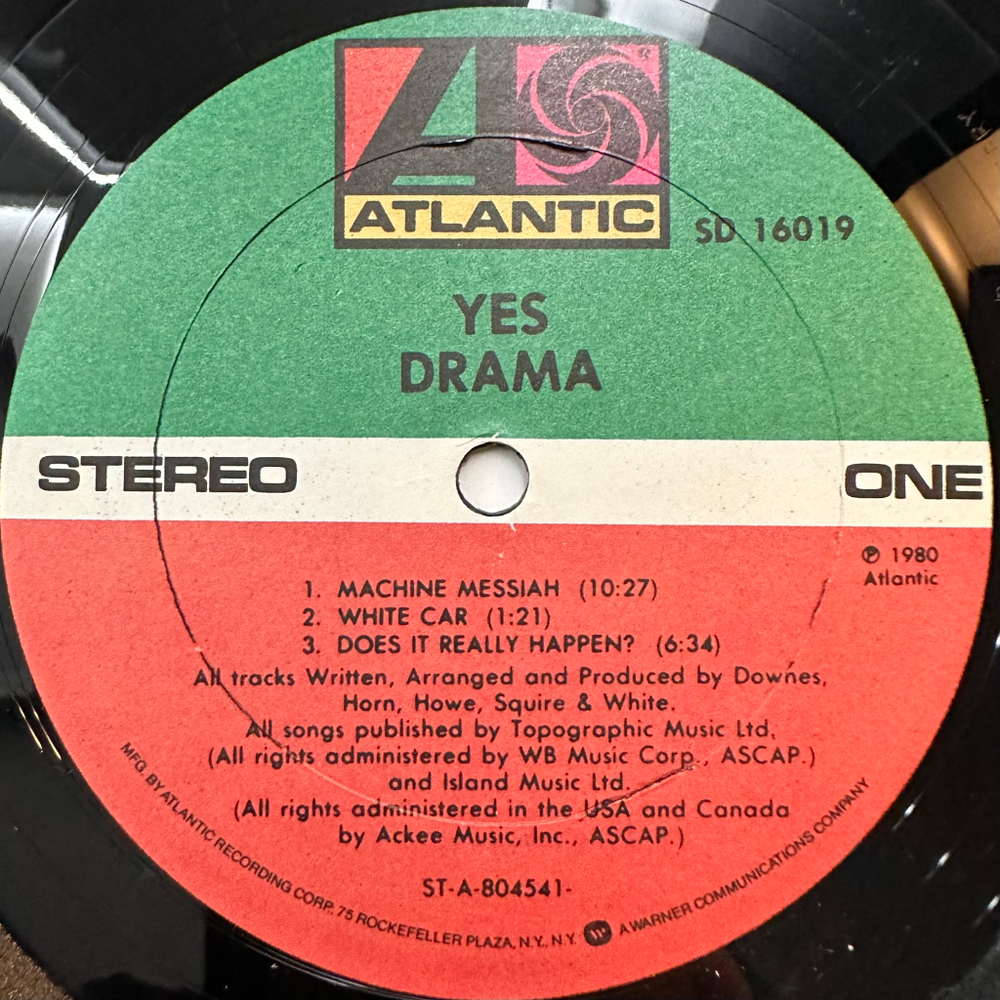 ®
ATLANTIC
SD 16019
YES
DRAMA
STEREO
ONE
℗ 1980
Atlantic
1. MACHINE MESSIAH (10:27)
2. WHITE CAR (1:21)
3. DOES IT REALLY HAPPEN? (6:34)
All tracks Written, Arranged and Produced by Downes,
Horn, Howe, Squire & White.
All songs published by Topographic Music Ltd.
(All rights administered by WB Music Corp., ASCAP.)
and Island Music Ltd.
(All rights administered in the USA and Canada
by Ackee Music, Inc., ASCAP.)
ST-A-804541-
MFG. BY ATLANTIC RECORDING CORP. 75 ROCKEFELLER PLAZA, N.Y., N.Y. A WARNER COMMUNICATIONS COMPANY